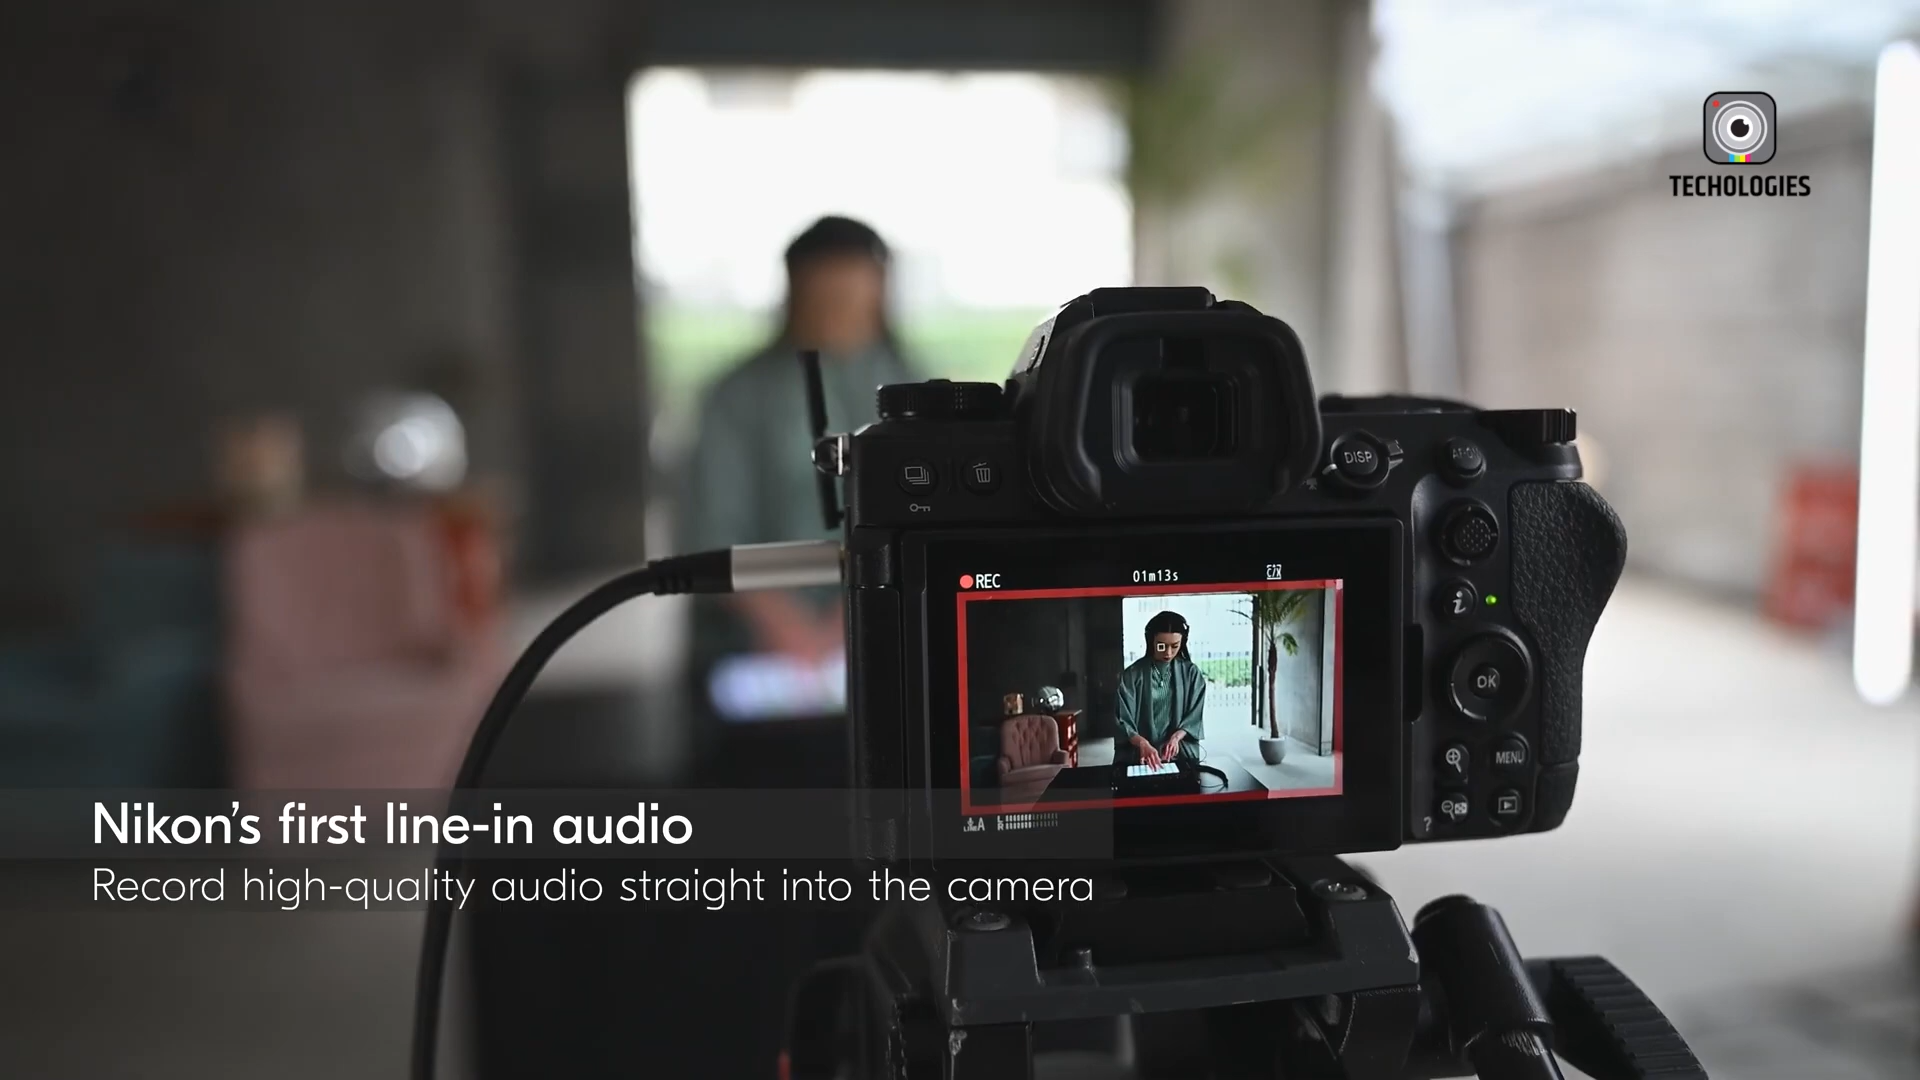 TECHOLOGIES
DISP
REC
01m13s
i
OK
MENU
?
A
L
R
Nikon's first line-in audio
Record high-quality audio straight into the camera